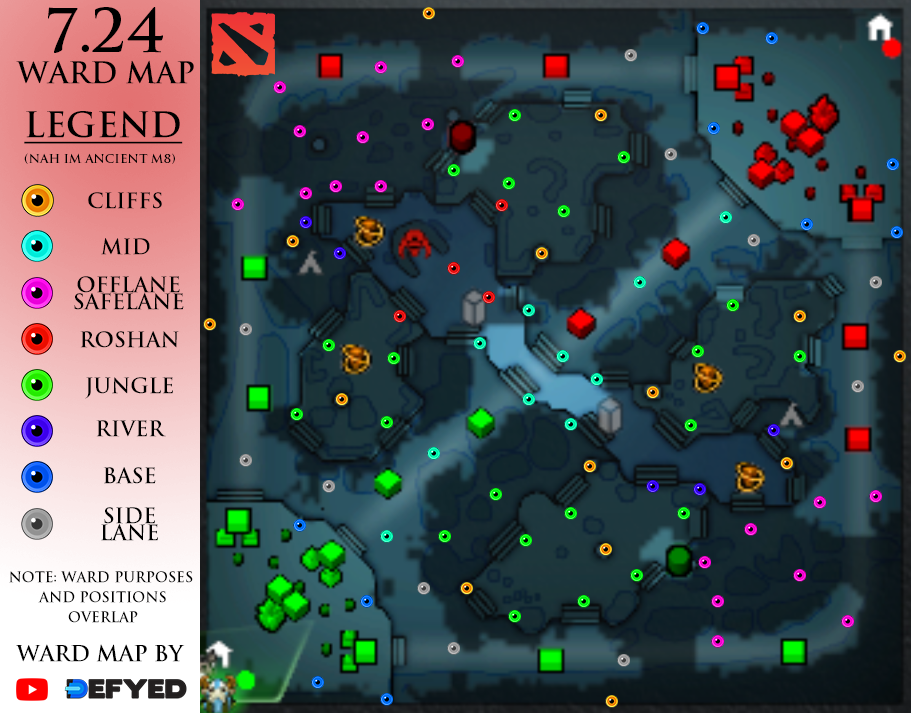 7.24
WARD MAP
LEGEND
(NAH IM ANCIENT M8)
CLIFFS
MID
OFFLANE
SAFELANE
ROSHAN
JUNGLE
RIVER
BASE
SIDE
LANE
NOTE: WARD PURPOSES
AND POSITIONS
OVERLAP
WARD MAP BY
DEFYED